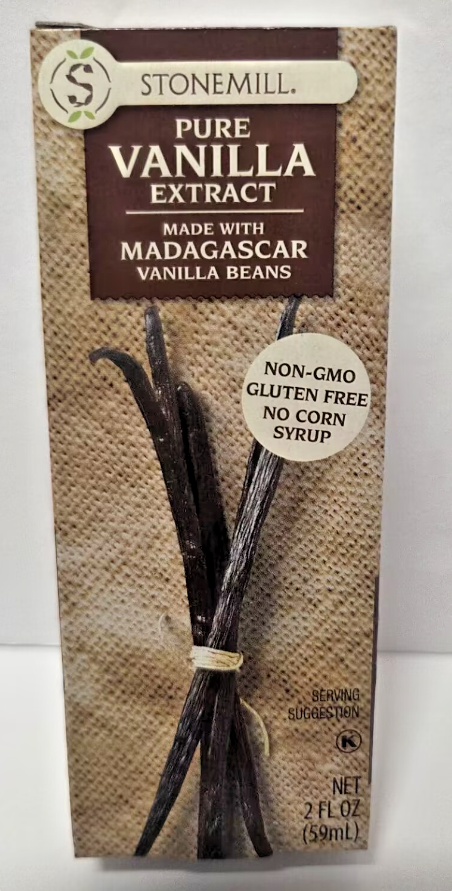 S
STONEMILL®
PURE
VANILLA
EXTRACT
MADE WITH
MADAGASCAR
VANILLA BEANS
NON-GMO
GLUTEN FREE
NO CORN
SYRUP
SERVING
SUGGESTION
K
NET
2 FL OZ
(59mL)